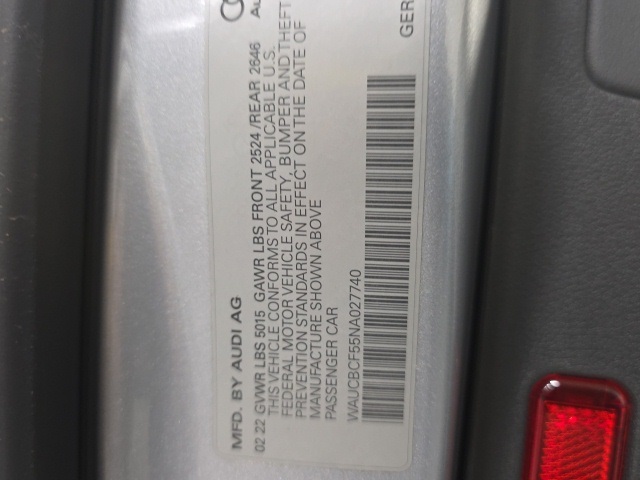 MFD. BY AUDI AG
02.22 GVWR LBS 5015 GAWR LBS FRONT 2524 /REAR 2646
THIS VEHICLE CONFORMS TO ALL APPLICABLE U.S.
FEDERAL MOTOR VEHICLE SAFETY, BUMPER AND THEFT
PREVENTION STANDARDS IN EFFECT ON THE DATE OF
MANUFACTURE SHOWN ABOVE
PASSENGER CAR
WAUCBCF55NA027740